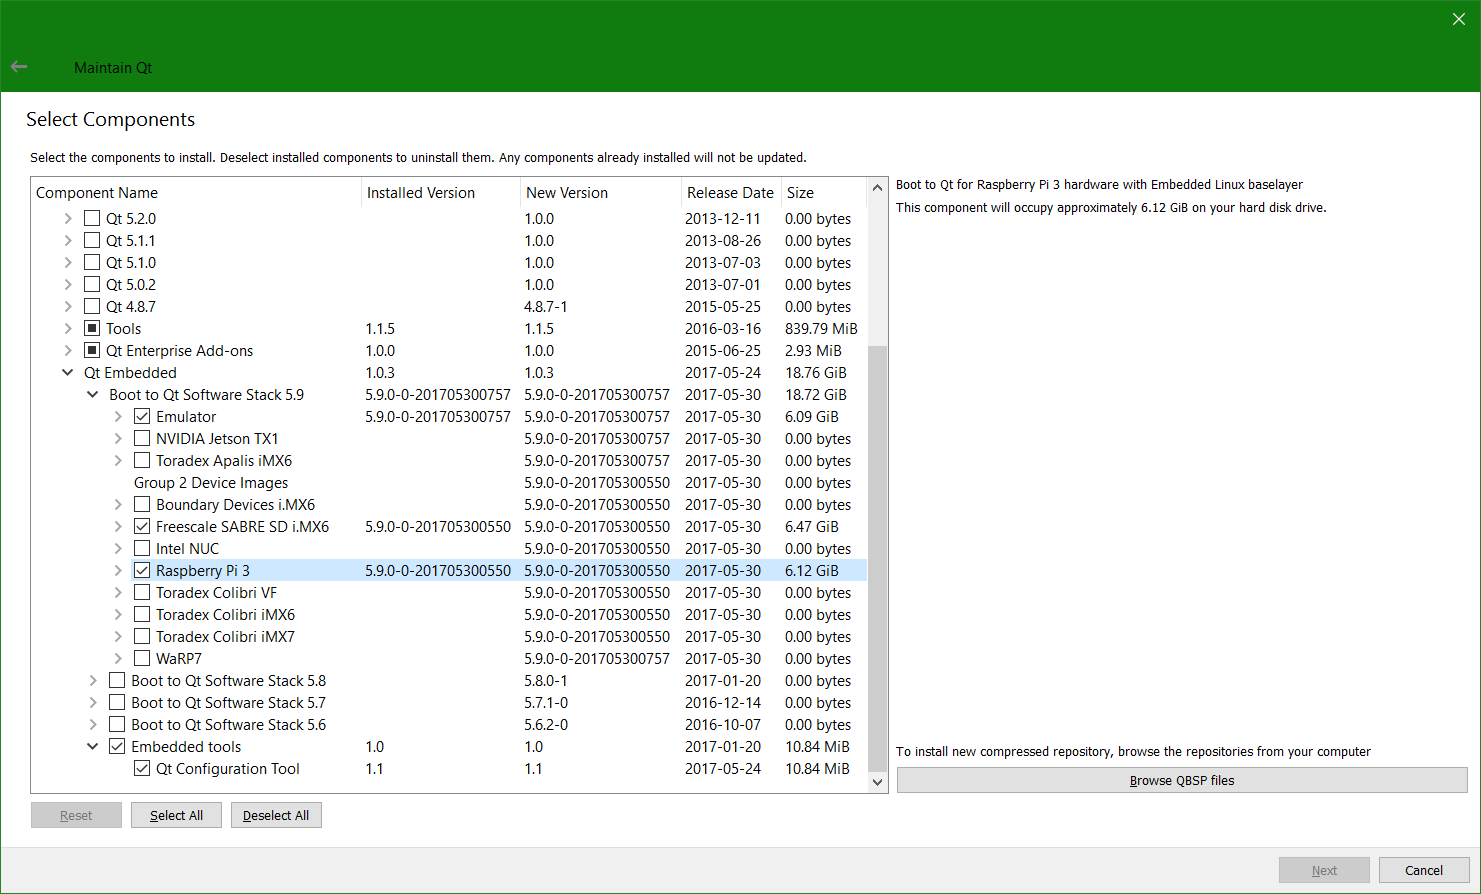 Maintain Qt
Select Components
Select the components to install. Deselect installed components to uninstall them. Any components already installed will not be updated.
Component Name Installed Version New Version Release Date Size
Qt 5.2.0 1.0.0 2013-12-11 0.00 bytes
Qt 5.1.1 1.0.0 2013-08-26 0.00 bytes
Qt 5.1.0 1.0.0 2013-07-03 0.00 bytes
Qt 5.0.2 1.0.0 2013-07-01 0.00 bytes
Qt 4.8.7 4.8.7-1 2015-05-25 0.00 bytes
Tools 1.1.5 1.1.5 2016-03-16 839.79 MiB
Qt Enterprise Add-ons 1.0.0 1.0.0 2015-06-25 2.93 MiB
Qt Embedded 1.0.3 1.0.3 2017-05-24 18.76 GiB
Boot to Qt Software Stack 5.9 5.9.0-0-201705300757 5.9.0-0-201705300757 2017-05-30 18.72 GiB
Emulator 5.9.0-0-201705300757 5.9.0-0-201705300757 2017-05-30 6.09 GiB
NVIDIA Jetson TX1 5.9.0-0-201705300757 2017-05-30 0.00 bytes
Toradex Apalis iMX6 5.9.0-0-201705300757 2017-05-30 0.00 bytes
Group 2 Device Images 5.9.0-0-201705300550 2017-05-30 0.00 bytes
Boundary Devices i.MX6 5.9.0-0-201705300550 2017-05-30 0.00 bytes
Freescale SABRE SD i.MX6 5.9.0-0-201705300550 5.9.0-0-201705300550 2017-05-30 6.47 GiB
Intel NUC 5.9.0-0-201705300550 2017-05-30 0.00 bytes
Raspberry Pi 3 5.9.0-0-201705300550 5.9.0-0-201705300550 2017-05-30 6.12 GiB
Toradex Colibri VF 5.9.0-0-201705300550 2017-05-30 0.00 bytes
Toradex Colibri iMX6 5.9.0-0-201705300550 2017-05-30 0.00 bytes
Toradex Colibri iMX7 5.9.0-0-201705300550 2017-05-30 0.00 bytes
WaRP7 5.9.0-0-201705300757 2017-05-30 0.00 bytes
Boot to Qt Software Stack 5.8 5.8.0-1 2017-01-20 0.00 bytes
Boot to Qt Software Stack 5.7 5.7.1-0 2016-12-14 0.00 bytes
Boot to Qt Software Stack 5.6 5.6.2-0 2016-10-07 0.00 bytes
Embedded tools 1.0 1.0 2017-01-20 10.84 MiB
Qt Configuration Tool 1.1 1.1 2017-05-24 10.84 MiB
Boot to Qt for Raspberry Pi 3 hardware with Embedded Linux baselayer
This component will occupy approximately 6.12 GiB on your hard disk drive.
To install new compressed repository, browse the repositories from your computer
Browse QBSP files
Reset Select All Deselect All
Next Cancel